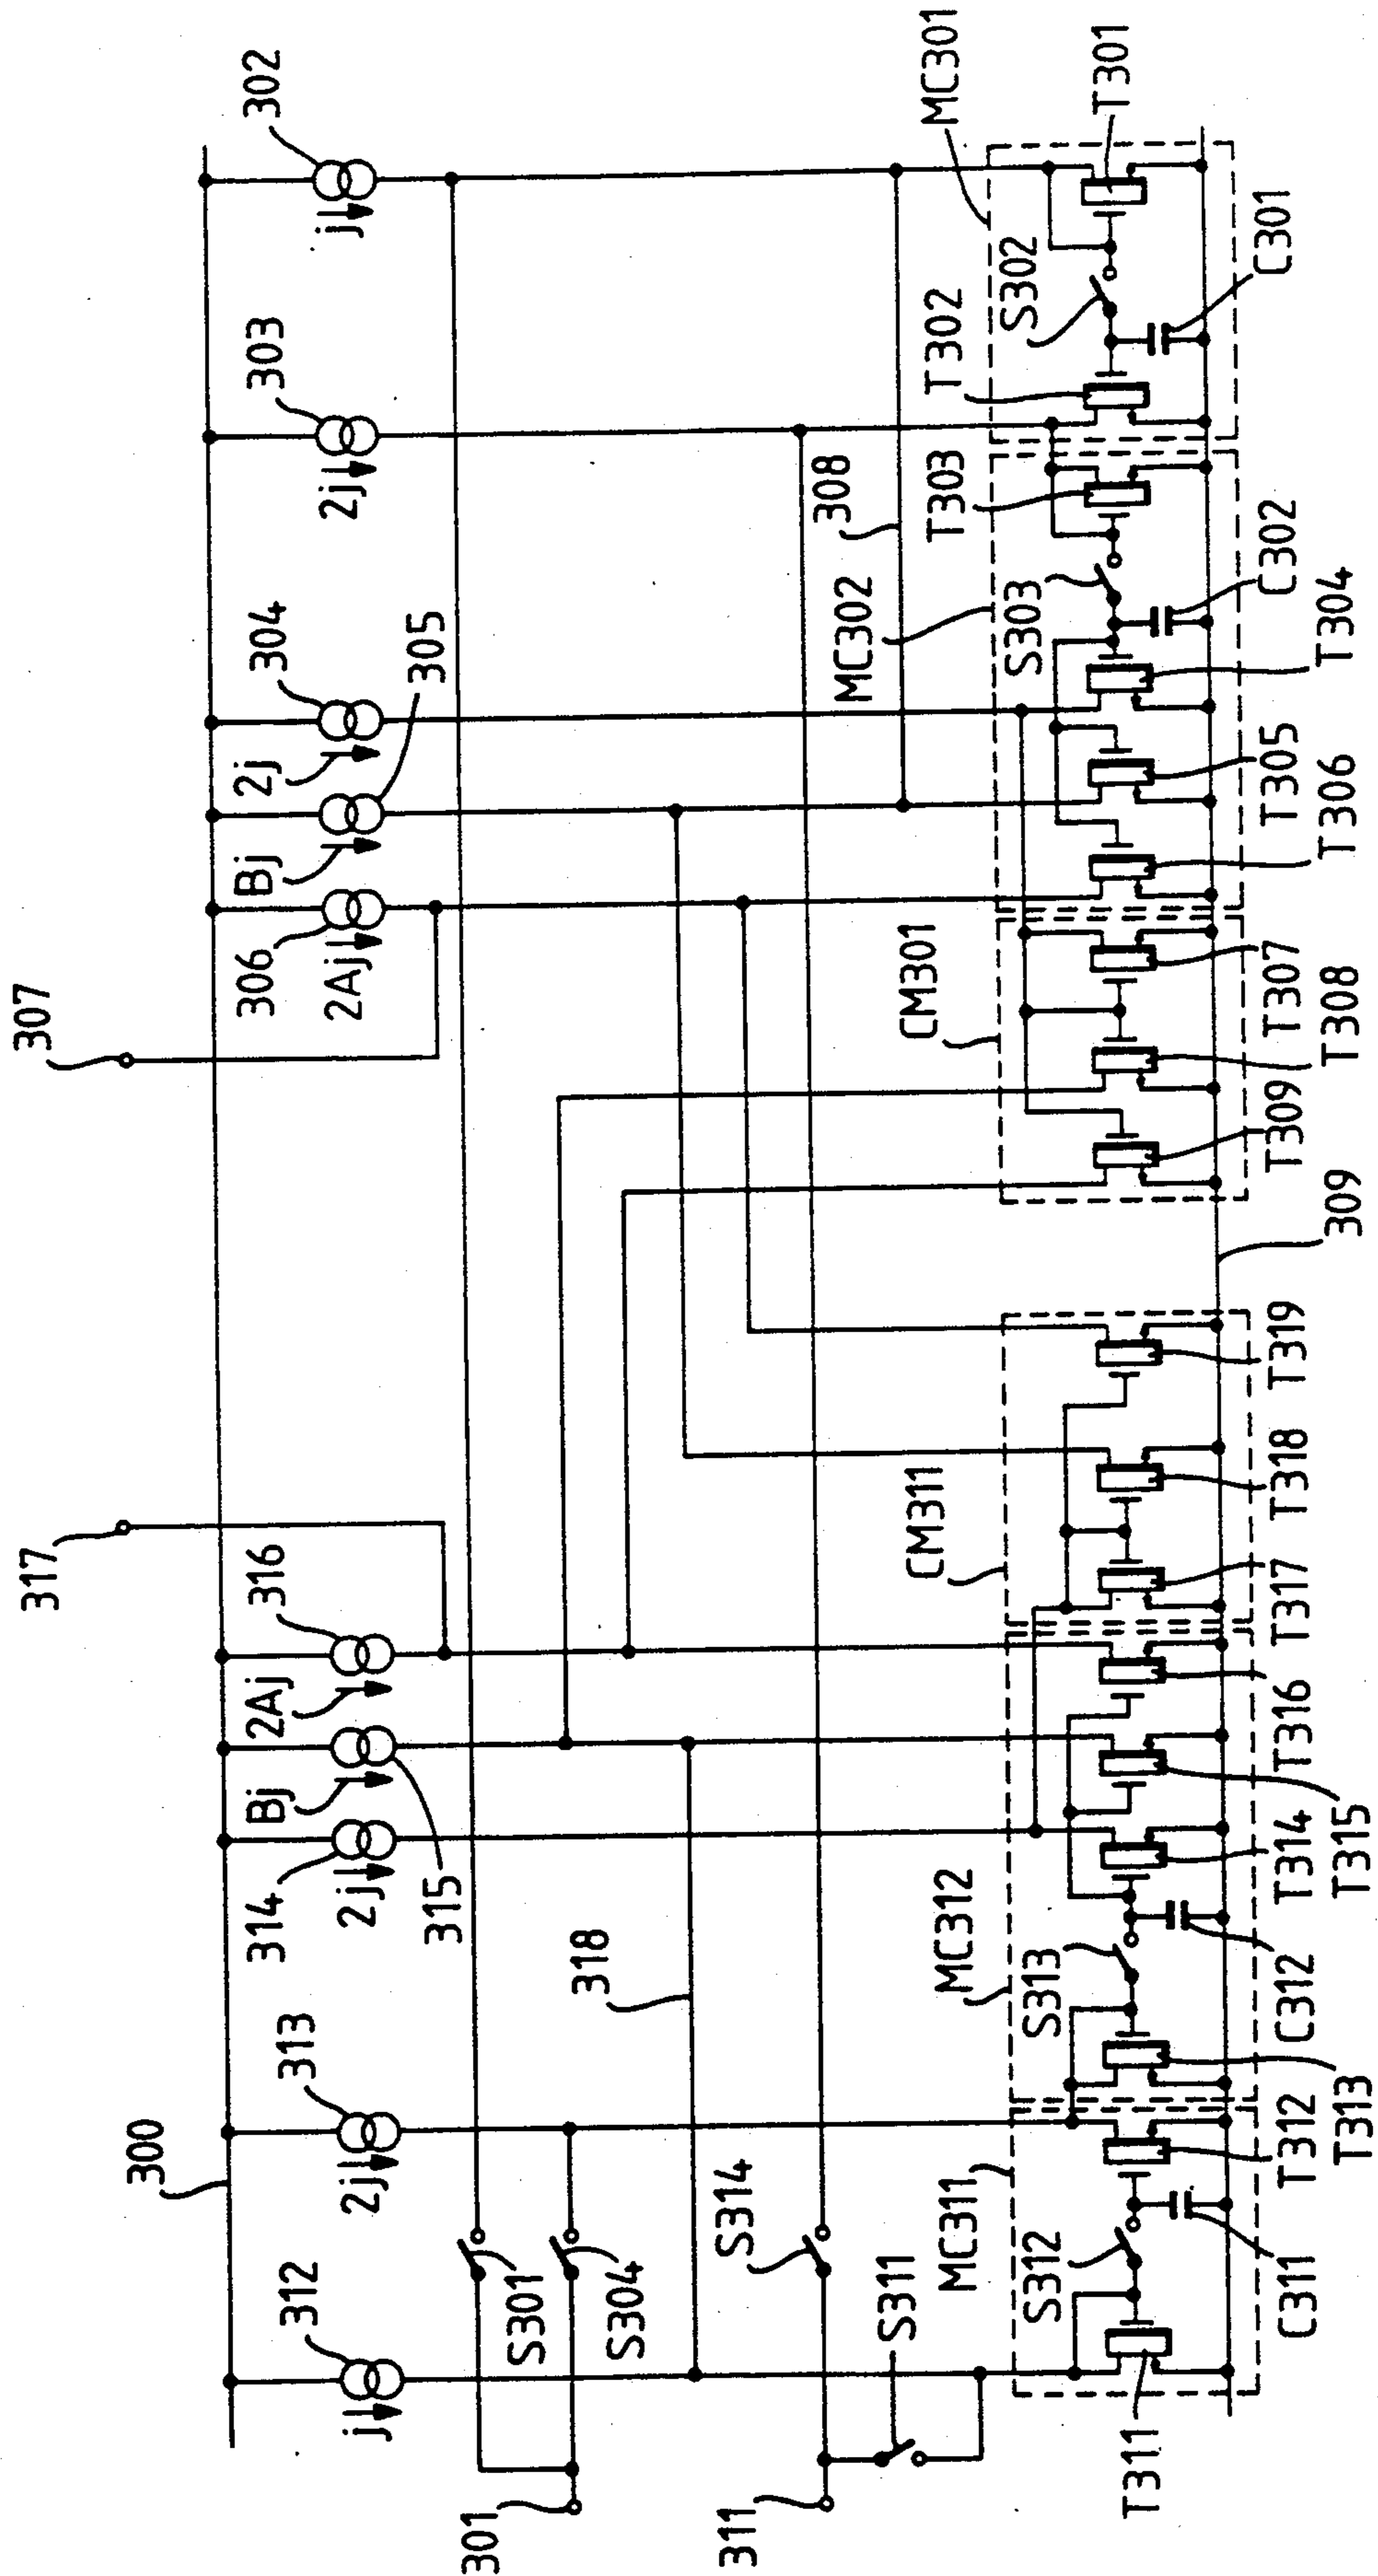 300
312
j
313
2j
314
2j
315
Bj
316
2Aj
317
307
306
2Aj
305
Bj
304
2j
303
2j
302
j
301
S301
S304
311
S314
S311
318
308
MC311
S312
T311
C311
T312
MC312
S313
T313
C312
T314
T315
T316
CM311
T317
T318
T319
309
CM301
T309
T308
T307
MC302
T306
T305
T304
S303
C302
T303
MC301
T302
S302
C301
T301